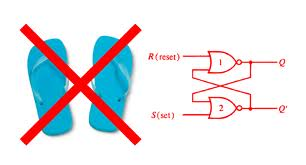 R(reset)
1
Q
S(set)
2
Q'